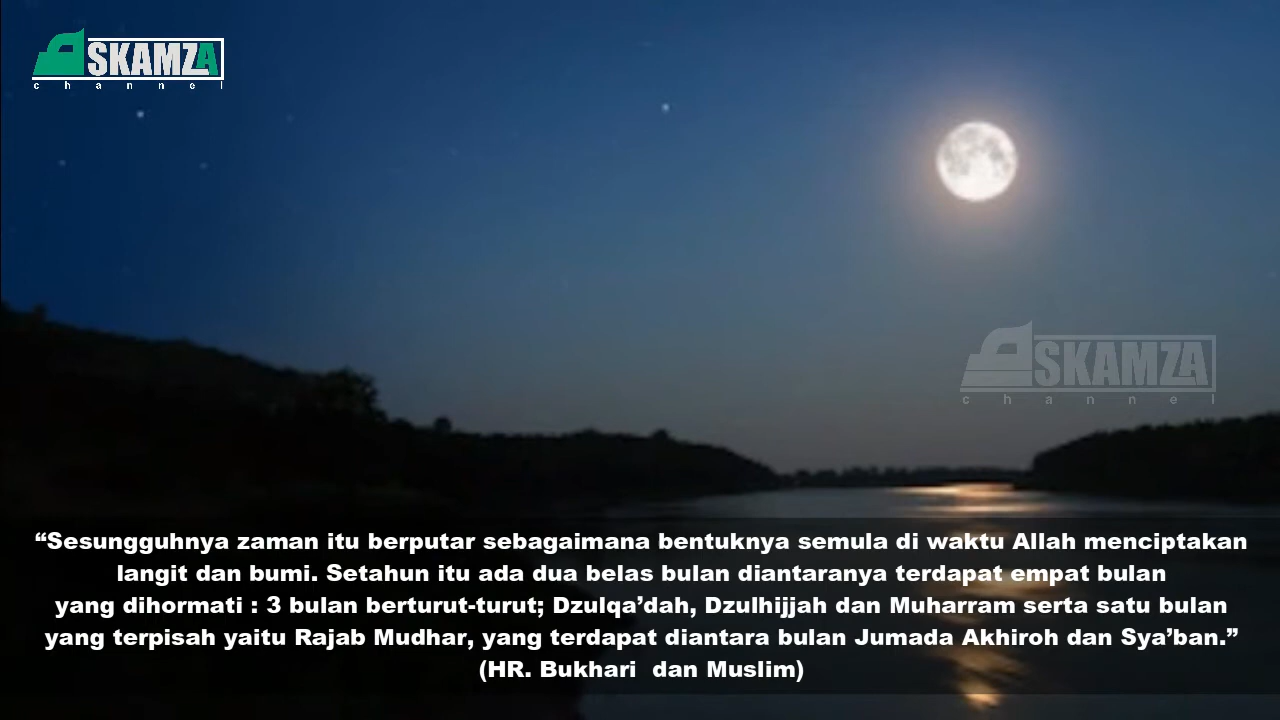 ASKAMZA
channel
ASKAMZA
channel
“Sesungguhnya zaman itu berputar sebagaimana bentuknya semula di waktu Allah menciptakan
langit dan bumi. Setahun itu ada dua belas bulan diantaranya terdapat empat bulan
yang dihormati : 3 bulan berturut-turut; Dzulqa’dah, Dzulhijjah dan Muharram serta satu bulan
yang terpisah yaitu Rajab Mudhar, yang terdapat diantara bulan Jumada Akhiroh dan Sya’ban.”
(HR. Bukhari  dan Muslim)